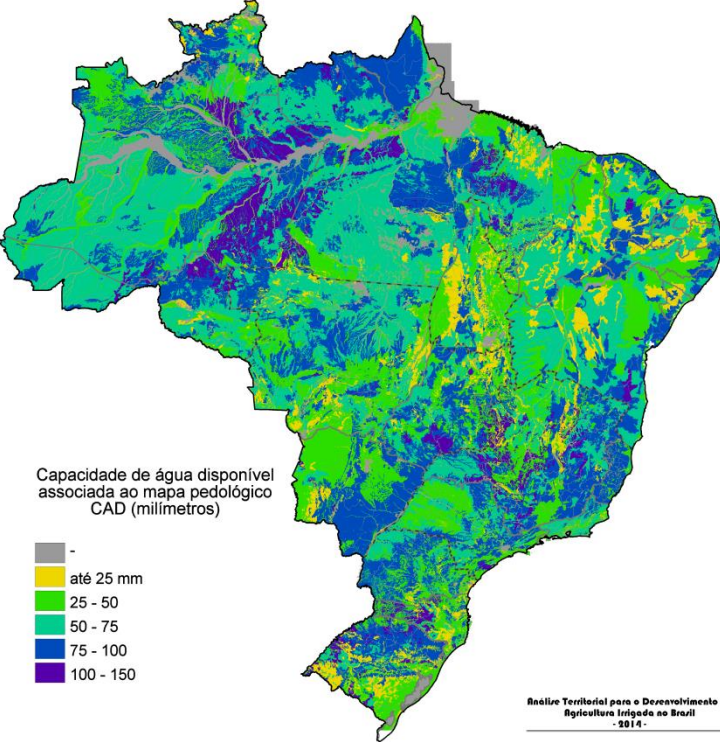 Capacidade de água disponível
associada ao mapa pedológico
CAD (milímetros)
-
até 25 mm
25 - 50
50 - 75
75 - 100
100 - 150
Análise Territorial para o Desenvolvimento
Agricultura Irrigada no Brasil
- 2014 -